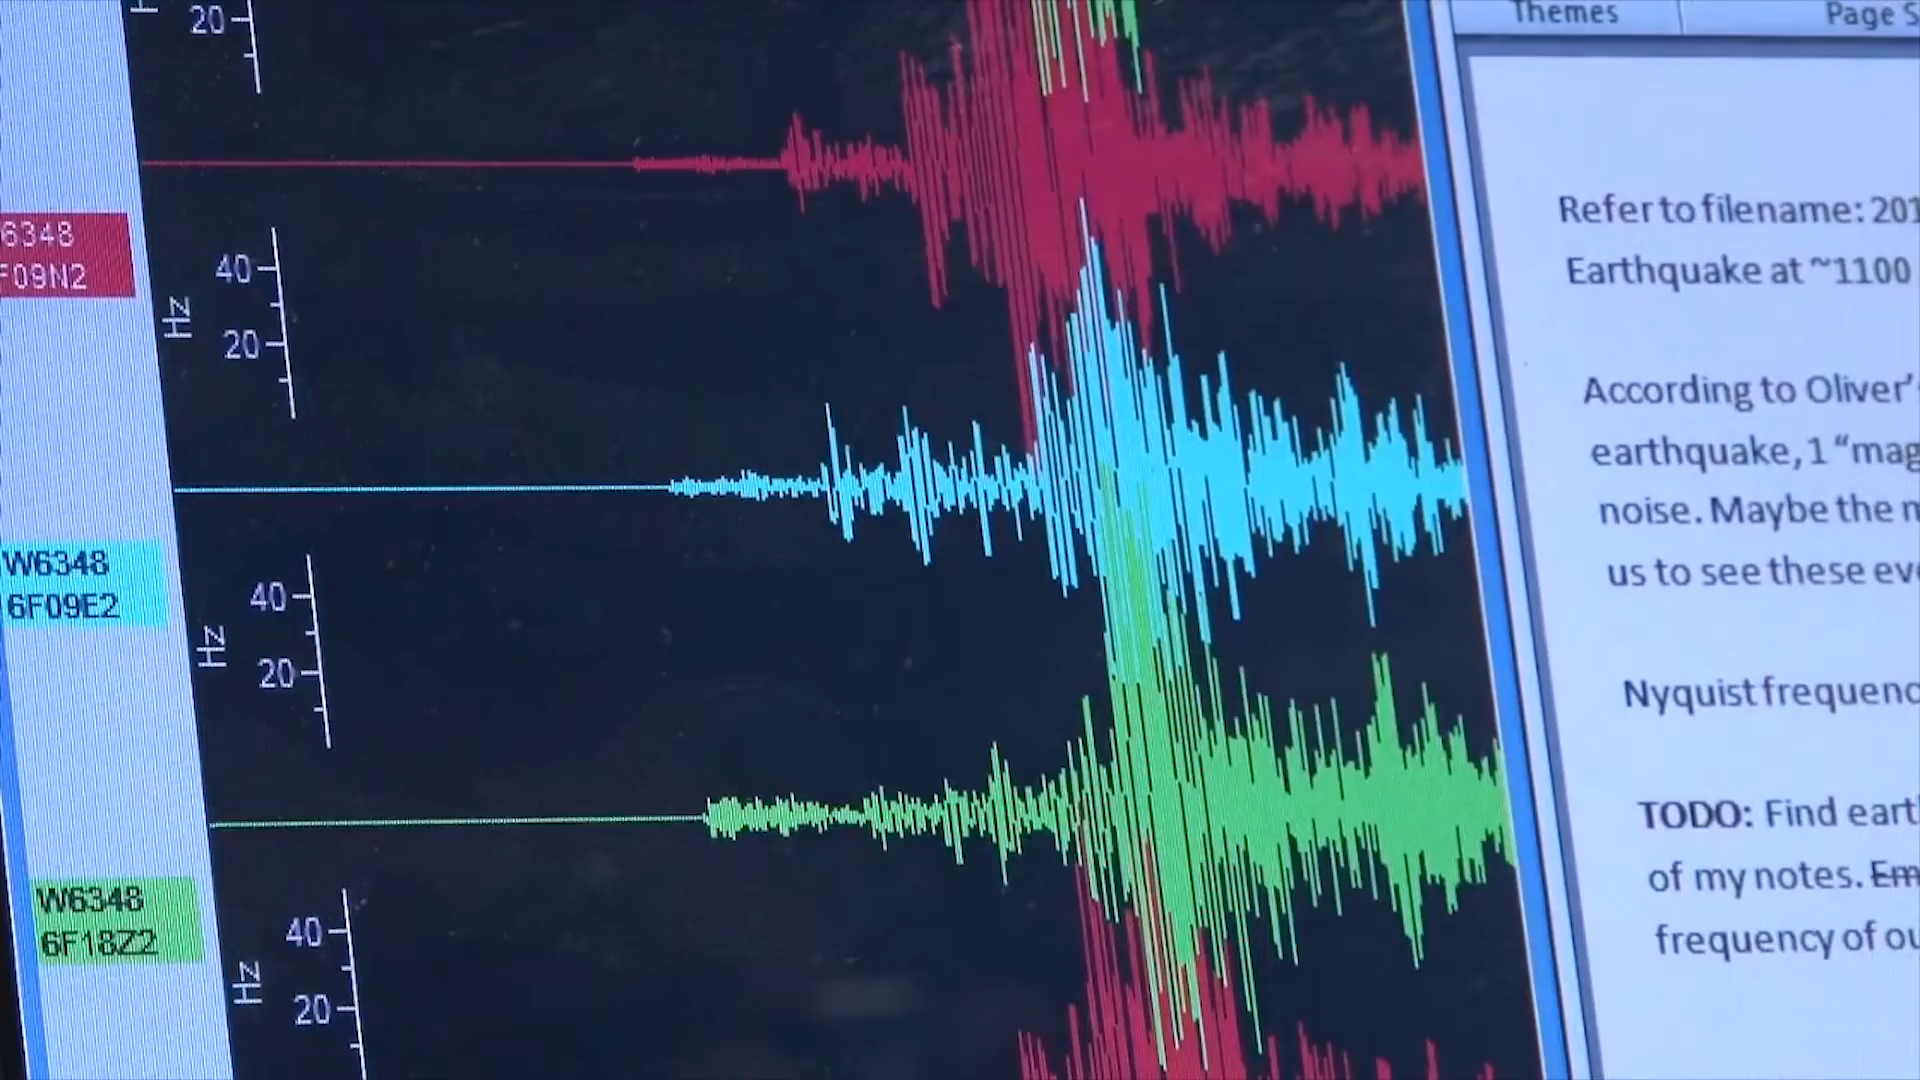 20
6348
F09N2
HZ
40
20
W6348
6F09E2
HZ
40
20
W6348
6F18Z2
HZ
40
20
Themes
Page S
Refer to filename: 201
Earthquake at ~1100
According to Oliver'
earthquake, 1 "mag
noise. Maybe the
us to see these ev
Nyquist frequenc
TODO: Find eart
of my notes. Em
frequency of ou